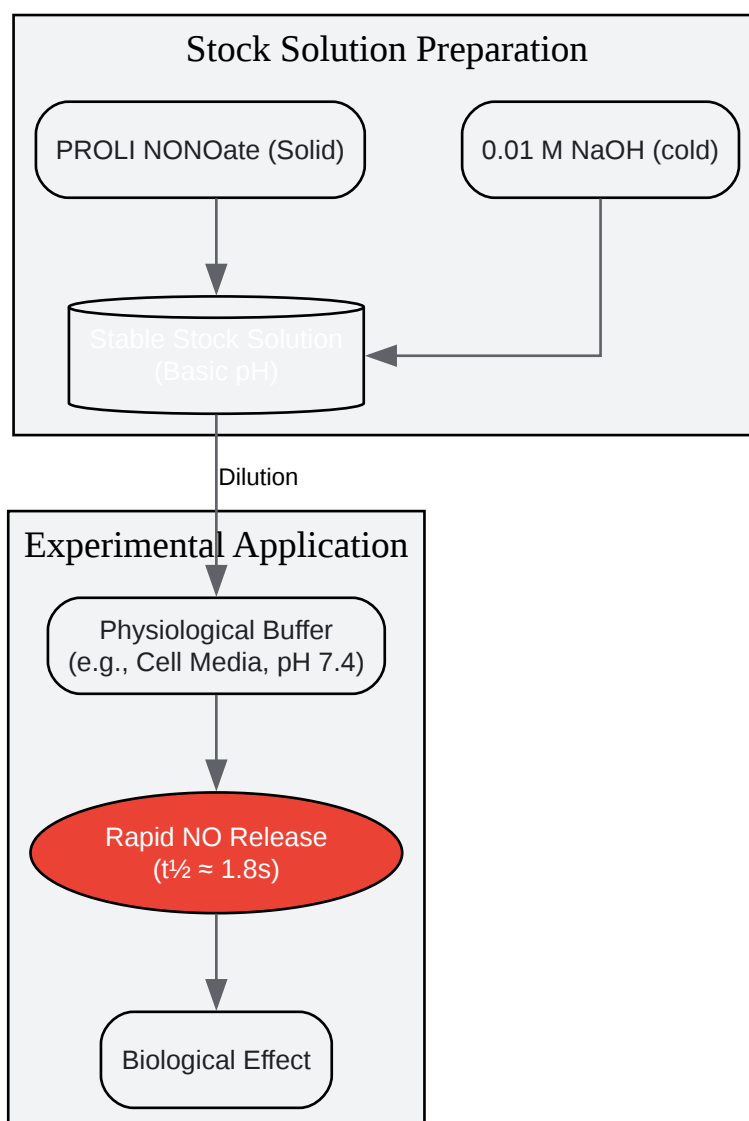 Stock Solution Preparation
PROLI NONOate (Solid)
0.01 M NaOH (cold)
Stable Stock Solution
(Basic pH)
Dilution
Experimental Application
Physiological Buffer
(e.g., Cell Media, pH 7.4)
Rapid NO Release
(t½ ≈ 1.8s)
Biological Effect